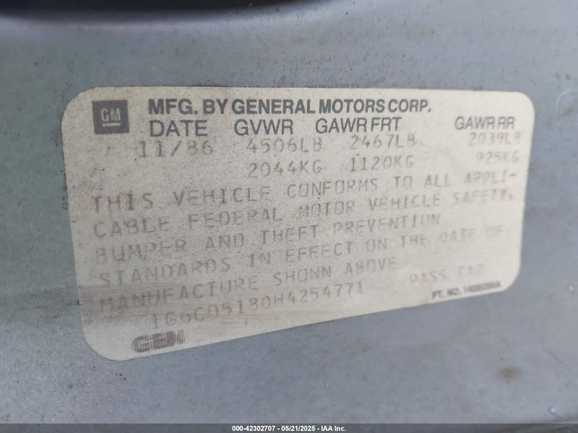 GM
MFG. BY GENERAL MOTORS CORP.
DATE GVWR GAWR FRT GAWR RR
11/86 4506LB 2467LB 2039LB
2044KG 1120KG 925KG
THIS VEHICLE CONFORMS TO ALL APPLI-
CABLE FEDERAL MOTOR VEHICLE SAFETY,
BUMPER AND THEFT PREVENTION
STANDARDS IN EFFECT ON THE DATE OF
MANUFACTURE SHOWN ABOVE
1G6CD5180H4254771 PASS CAR
PT. NO.
000-42302707 - 05/21/2025 - IAA Inc.